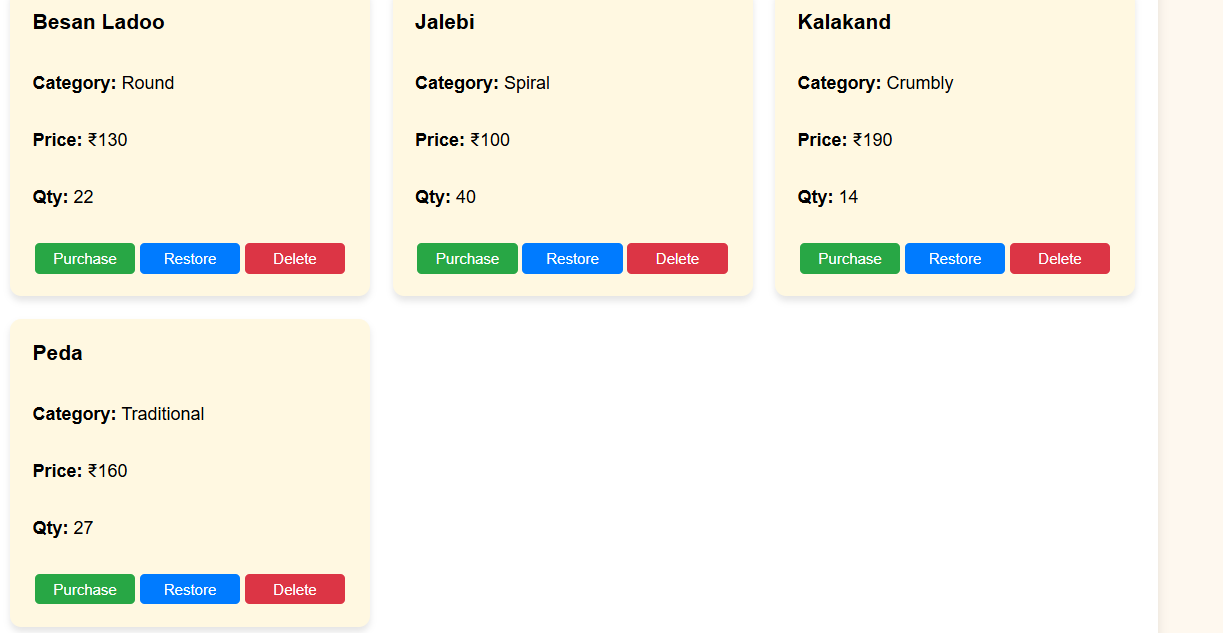 Besan Ladoo
Category: Round
Price: ₹130
Qty: 22
Purchase Restore Delete
Jalebi
Category: Spiral
Price: ₹100
Qty: 40
Purchase Restore Delete
Kalakand
Category: Crumbly
Price: ₹190
Qty: 14
Purchase Restore Delete
Peda
Category: Traditional
Price: ₹160
Qty: 27
Purchase Restore Delete